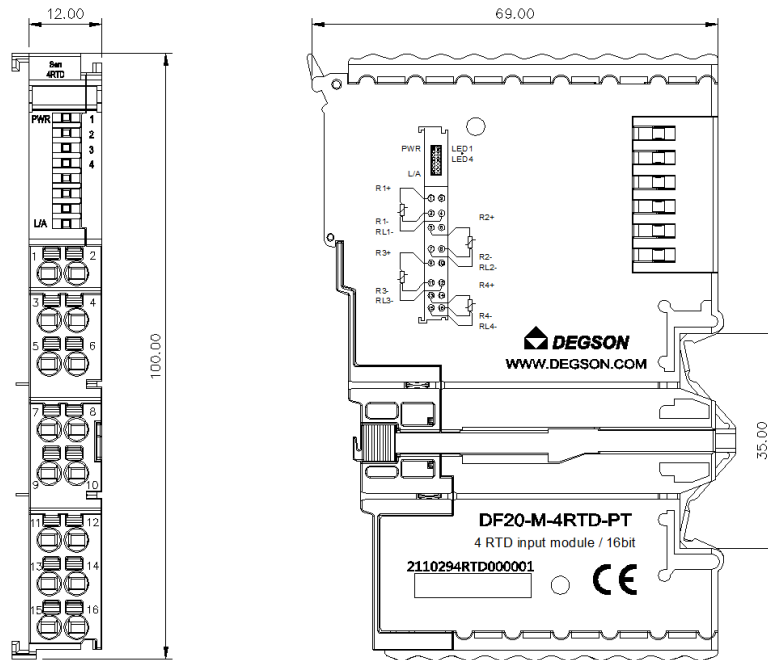 12.00
Sen
4RTD
PWR 1
2
3
4
L/A
1 2
3 4
5 6
7 8
9 10
11 12
13 14
15 16
100.00
69.00
PWR LED1
LED4
L/A
R1+
R1-
RL1-
R2+
R3+
R2-
RL2-
R3-
RL3-
R4+
R4-
RL4-
DEGSON
WWW.DEGSON.COM
35.00
DF20-M-4RTD-PT
4 RTD input module / 16bit
2110294RTD000001
CE